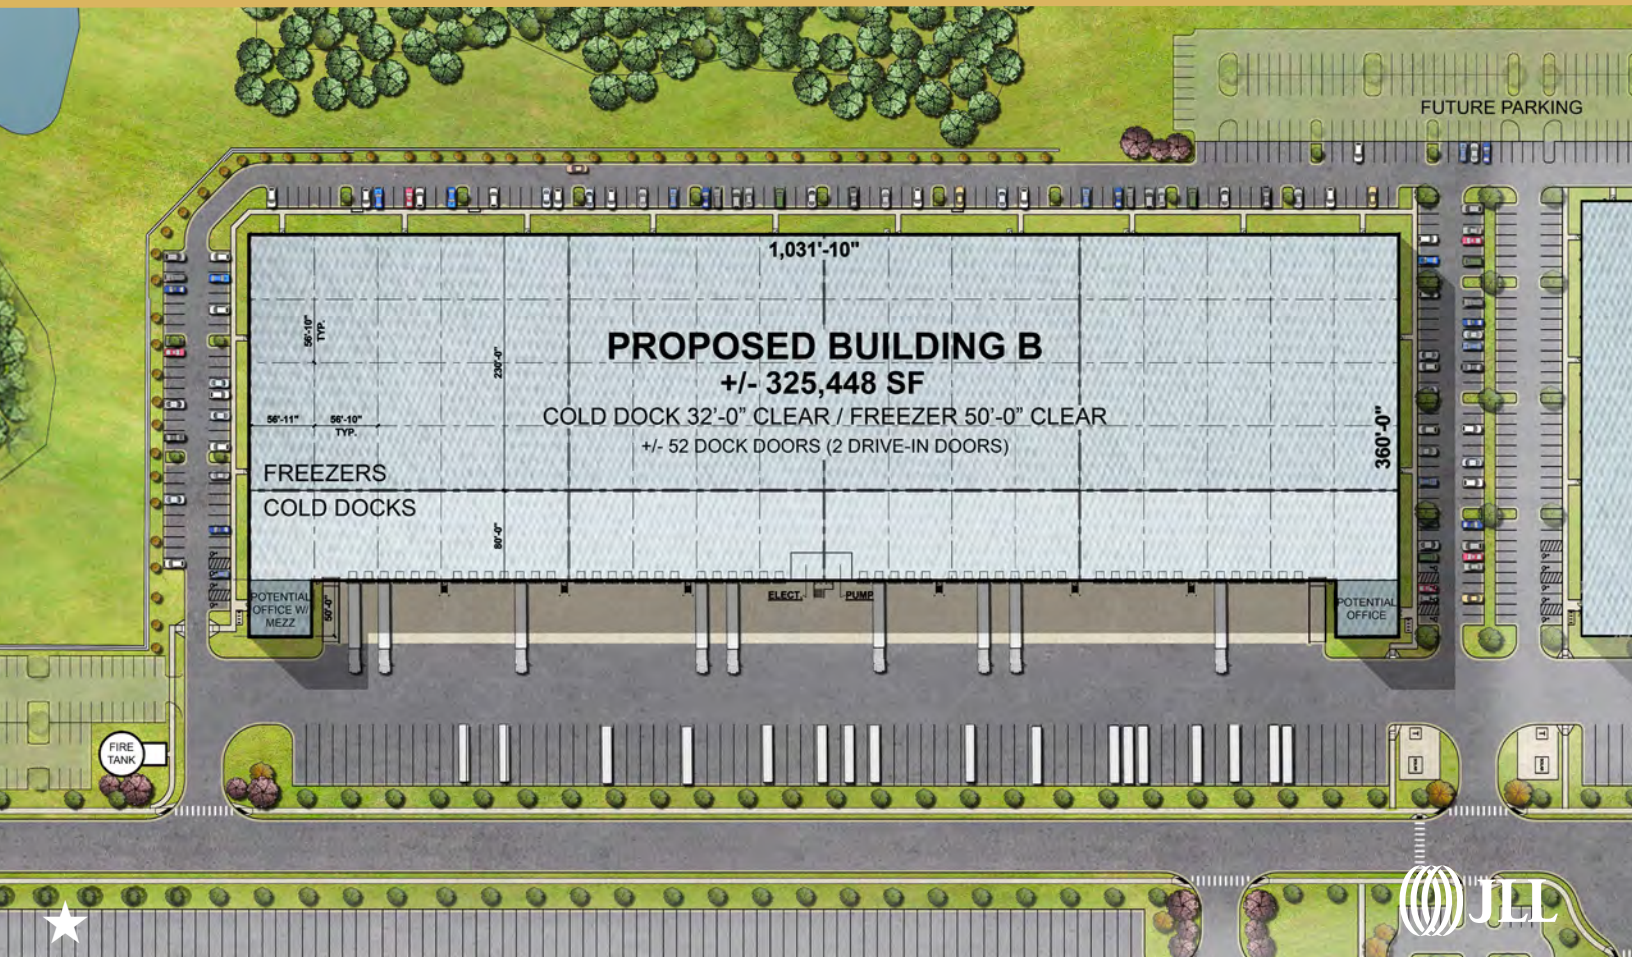 FUTURE PARKING
1,031'-10"
56'-10"
TYP.
230'-0"
PROPOSED BUILDING B
+/- 325,448 SF
COLD DOCK 32'-0” CLEAR / FREEZER 50'-0” CLEAR
+/- 52 DOCK DOORS (2 DRIVE-IN DOORS)
56'-11"
56'-10"
TYP.
360'-0"
FREEZERS
COLD DOCKS
80'-0"
POTENTIAL
OFFICE W/
MEZZ
50'-0"
ELECT.
PUMP
POTENTIAL
OFFICE
FIRE
TANK
JLL